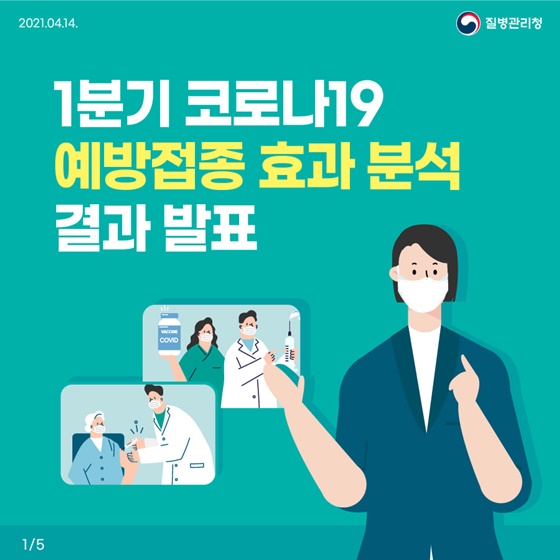 2021.04.14.
질병관리청
1분기 코로나19
예방접종 효과 분석
결과 발표
VACCINE
COVID
1/5